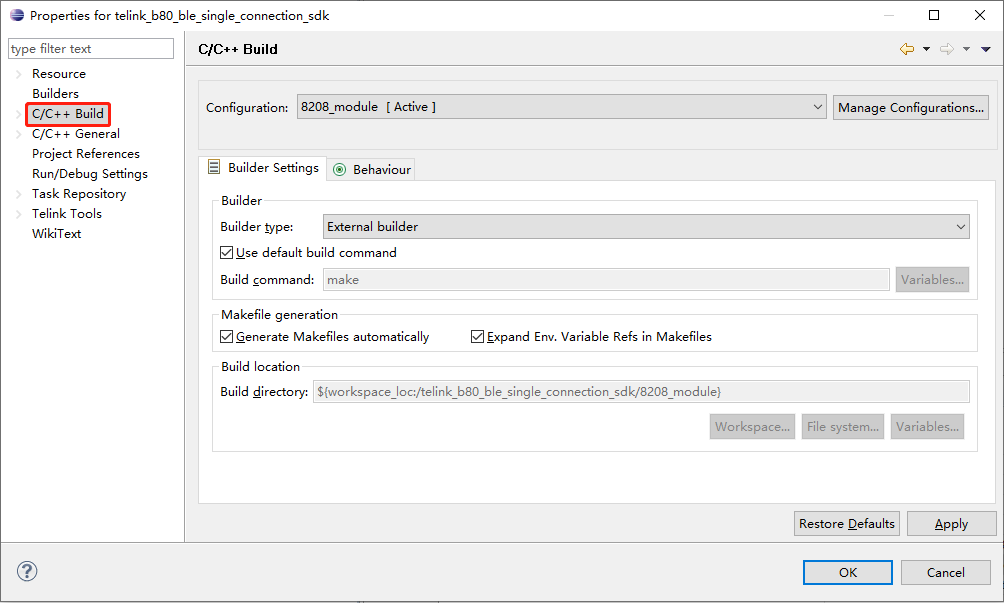 Properties for telink_b80_ble_single_connection_sdk
type filter text
Resource
Builders
C/C++ Build
C/C++ General
Project References
Run/Debug Settings
Task Repository
Telink Tools
WikiText
C/C++ Build
Configuration: 8208_module [ Active ] Manage Configurations...
Builder Settings Behaviour
Builder
Builder type: External builder
Use default build command
Build command: make Variables...
Makefile generation
Generate Makefiles automatically Expand Env. Variable Refs in Makefiles
Build location
Build directory: ${workspace_loc:/telink_b80_ble_single_connection_sdk/8208_module}
Workspace... File system... Variables...
Restore Defaults Apply
? OK Cancel